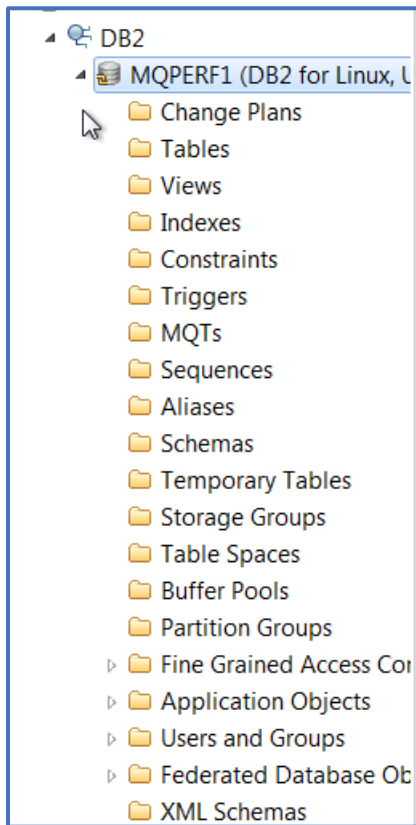 DB2
MQPERF1 (DB2 for Linux, U
Change Plans
Tables
Views
Indexes
Constraints
Triggers
MQTs
Sequences
Aliases
Schemas
Temporary Tables
Storage Groups
Table Spaces
Buffer Pools
Partition Groups
Fine Grained Access Con
Application Objects
Users and Groups
Federated Database Ob
XML Schemas